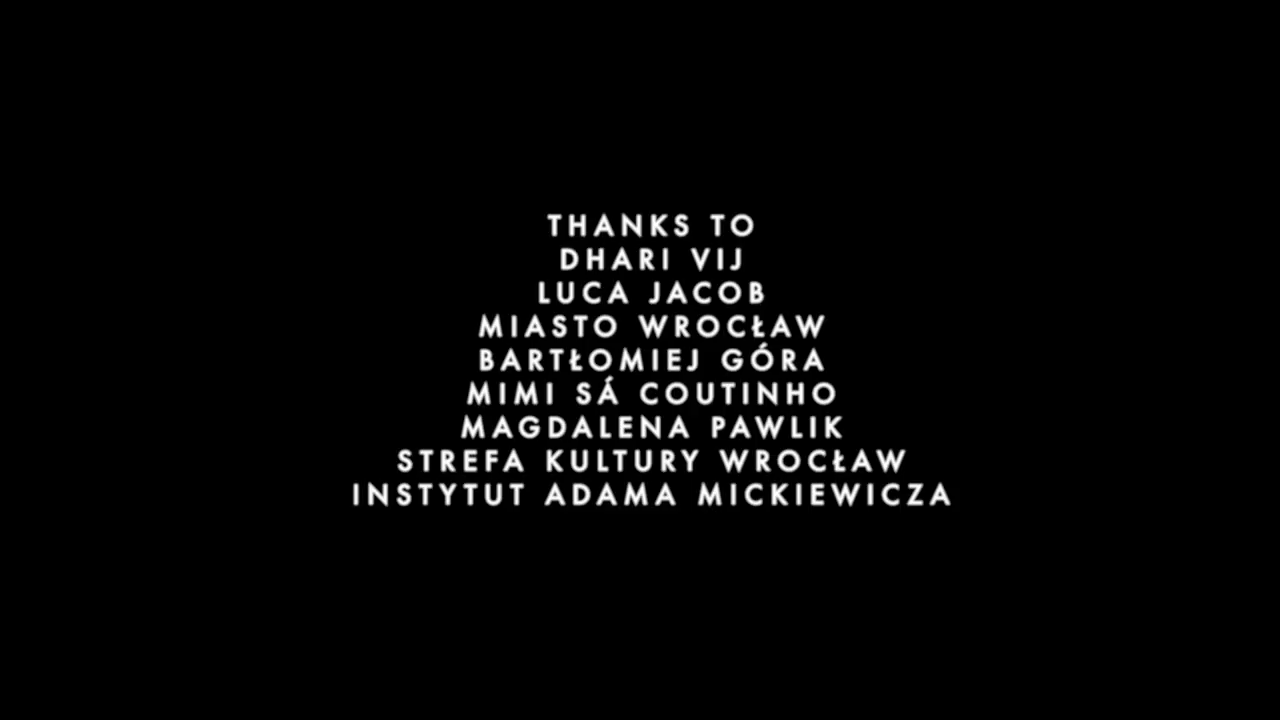 THANKS TO
DHARI VIJ
LUCA JACOB
MIASTO WROCŁAW
BARTŁOMIEJ GÓRA
MIMI SÁ COUTINHO
MAGDALENA PAWLIK
STREFA KULTURY WROCŁAW
INSTYTUT ADAMA MICKIEWICZA